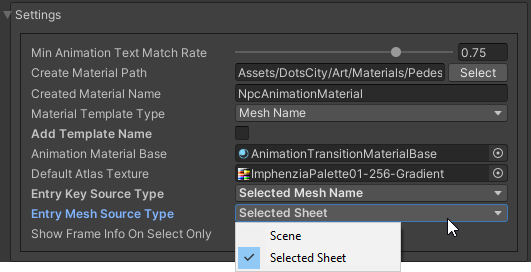 Settings
Min Animation Text Match Rate 0.75
Create Material Path Assets/DotsCity/Art/Materials/Pedes Select
Created Material Name NpcAnimationMaterial
Material Template Type Mesh Name
Add Template Name
Animation Material Base AnimationTransitionMaterialBase
Default Atlas Texture ImphenziaPalette01-256-Gradient
Entry Key Source Type Selected Mesh Name
Entry Mesh Source Type Selected Sheet
Show Frame Info On Select Only
Scene
Selected Sheet